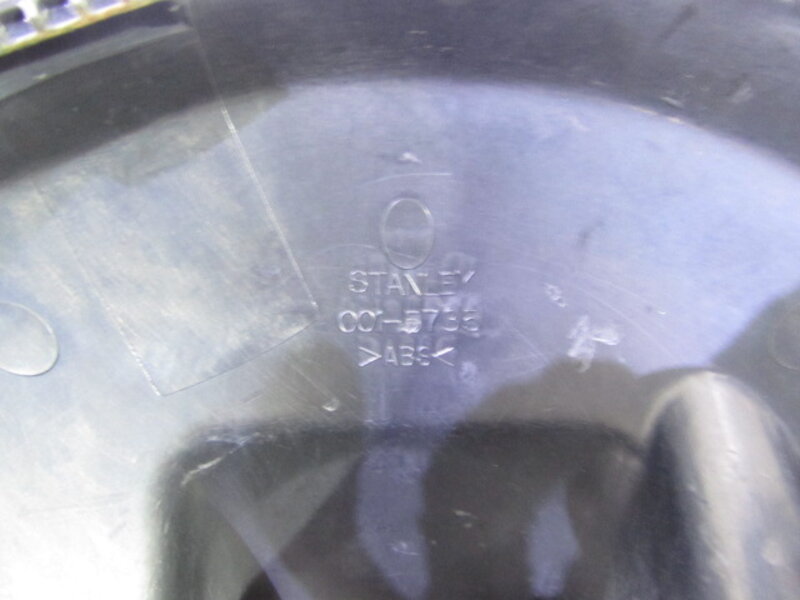 STANLEY
001-5733
>ABS<